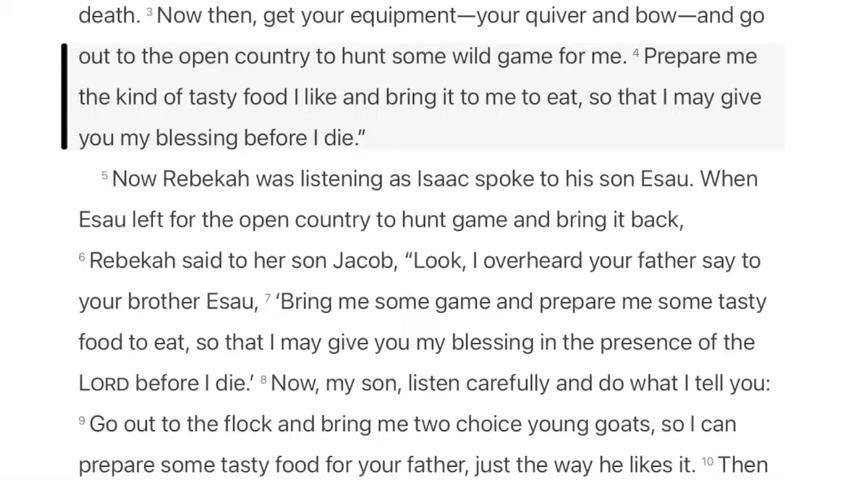 death. 3 Now then, get your equipment—your quiver and bow—and go
out to the open country to hunt some wild game for me. 4 Prepare me
the kind of tasty food I like and bring it to me to eat, so that I may give
you my blessing before I die.”
5 Now Rebekah was listening as Isaac spoke to his son Esau. When
Esau left for the open country to hunt game and bring it back,
6 Rebekah said to her son Jacob, “Look, I overheard your father say to
your brother Esau, 7 ‘Bring me some game and prepare me some tasty
food to eat, so that I may give you my blessing in the presence of the
LORD before I die.’ 8 Now, my son, listen carefully and do what I tell you:
9 Go out to the flock and bring me two choice young goats, so I can
prepare some tasty food for your father, just the way he likes it. 10 Then